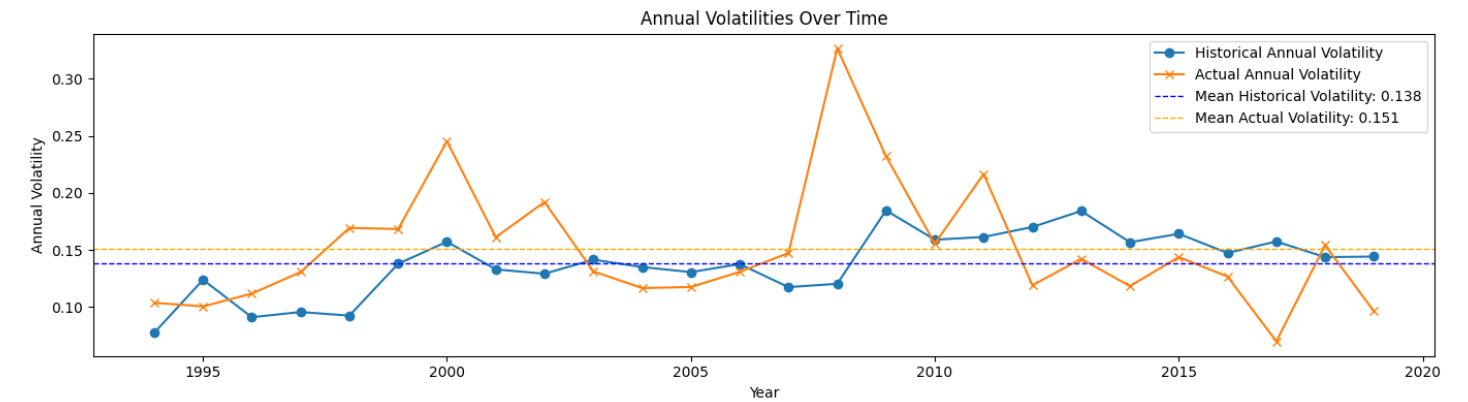 Annual Volatilities Over Time
Historical Annual Volatility
Actual Annual Volatility
Mean Historical Volatility: 0.138
Mean Actual Volatility: 0.151
Annual Volatility
0.30
0.25
0.20
0.15
0.10
1995 2000 2005 2010 2015 2020
Year